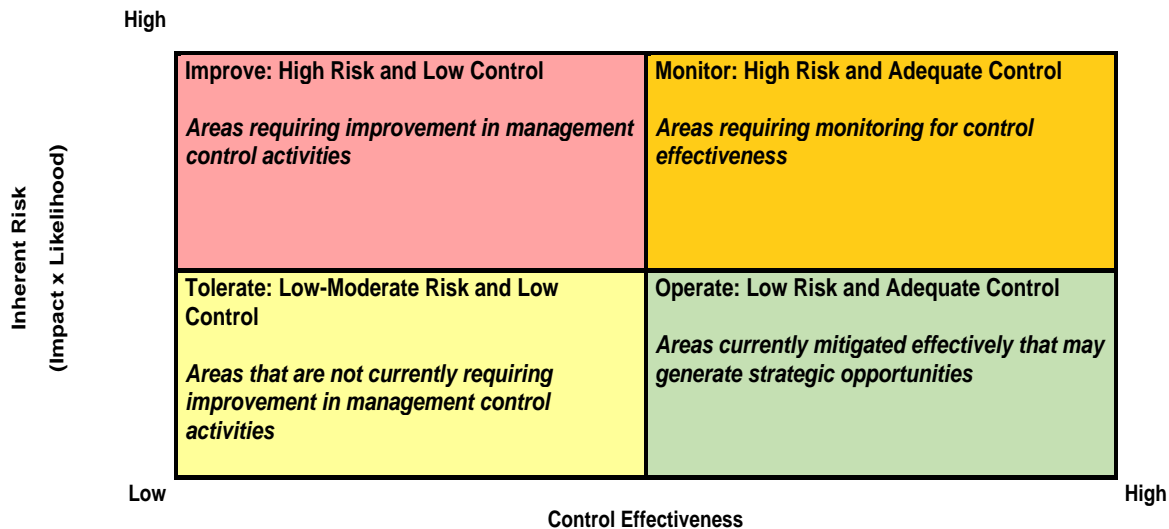 High
Improve: High Risk and Low Control
Areas requiring improvement in management
control activities
Monitor: High Risk and Adequate Control
Areas requiring monitoring for control
effectiveness
Inherent Risk
(Impact x Likelihood)
Tolerate: Low-Moderate Risk and Low
Control
Areas that are not currently requiring
improvement in management control
activities
Operate: Low Risk and Adequate Control
Areas currently mitigated effectively that may
generate strategic opportunities
Low
High
Control Effectiveness